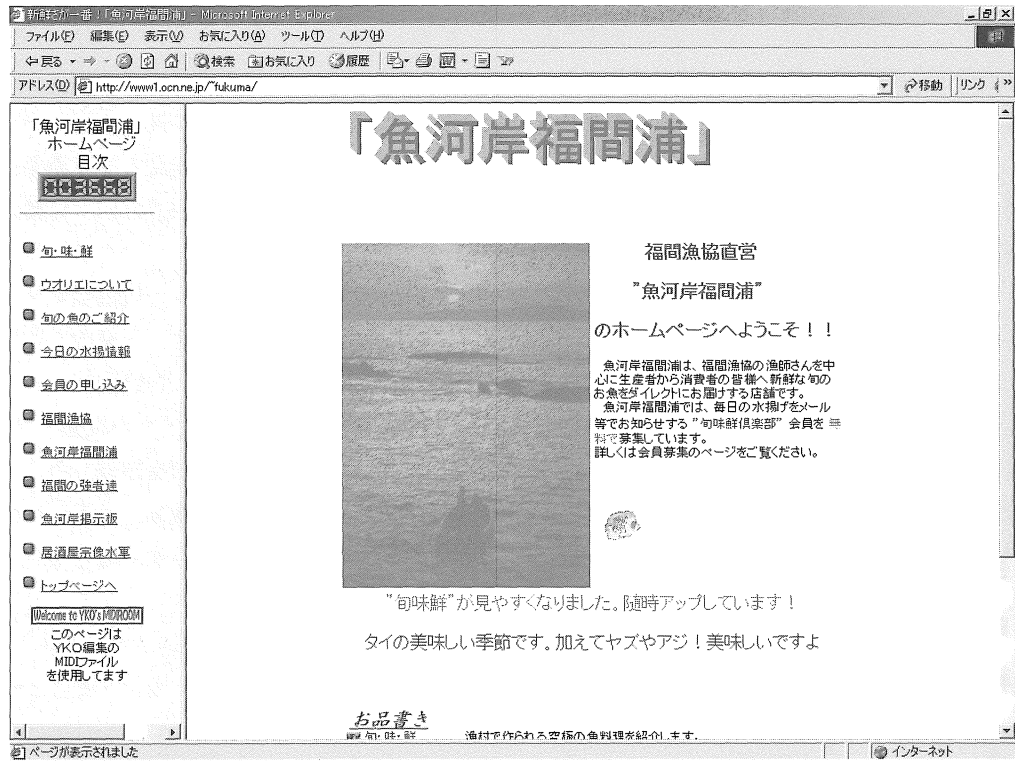 新鮮さが一番！「魚河岸福間浦」 - Microsoft Internet Explorer
ファイル(F) 編集(E) 表示(V) お気に入り(A) ツール(T) ヘルプ(H)
戻る 検索 お気に入り 履歴
アドレス(D) http://www1.ocn.ne.jp/~fukuma/ 移動 リンク
「魚河岸福間浦」
ホームページ
目次
003668
旬・味・鮮
ウオリエについて
旬の魚のご紹介
今日の水揚情報
会員の申し込み
福間漁協
魚河岸福間浦
福間の強者達
魚河岸掲示板
居酒屋宗像水軍
トップページへ
Welcome to YKO's MIDIROOM
このページは
YKO編集の
MIDIファイル
を使用してます
「魚河岸福間浦」
福間漁協直営
”魚河岸福間浦”
のホームページへようこそ！！
魚河岸福間浦は、福間漁協の漁師さんを中
心に生産者から消費者の皆様へ新鮮な旬の
お魚をダイレクトにお届けする店舗です。
魚河岸福間浦では、毎日の水揚げをメール
等でお知らせする ”旬味鮮倶楽部” 会員を 無
料で募集しています。
詳しくは会員募集のページをご覧ください。
”旬味鮮”が見やすくなりました。随時アップしています！
タイの美味しい季節です。加えてヤズやアジ！美味しいですよ
お品書き
旬・味・鮮 漁村で作られる究極の魚料理を紹介します。
ページが表示されました インターネット